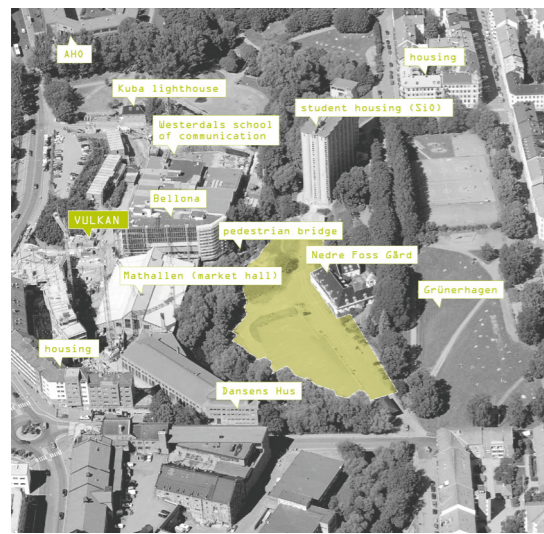 AHO
housing
Kuba lighthouse
student housing (SiO)
Westerdals school
of communication
Bellona
VULKAN
pedestrian bridge
Nedre Foss Gård
Mathallen (market hall)
Grünerhagen
housing
Dansens Hus